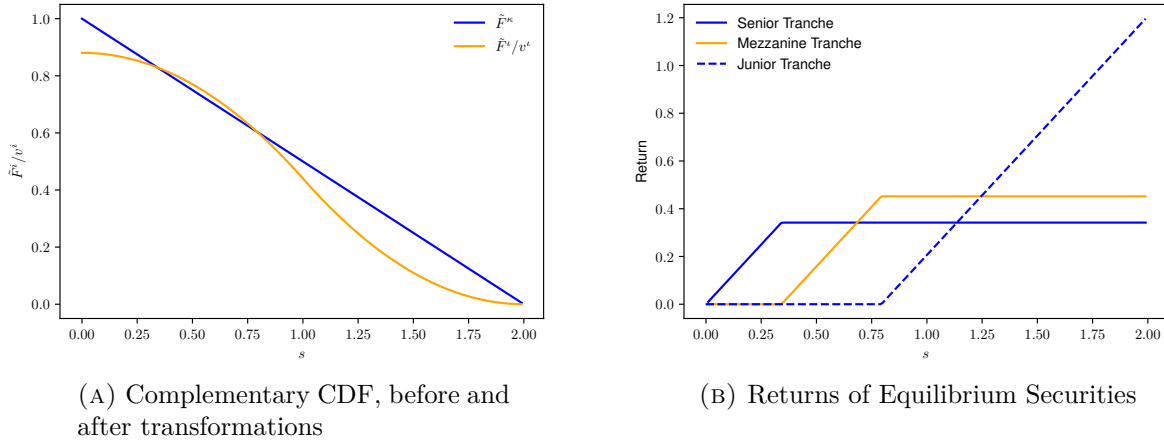 1.0
0.8
0.6
0.4
0.2
0.0
F̃ⁱ/vⁱ
F̃^κ
F̃^ι/v^ι
0.00 0.25 0.50 0.75 1.00 1.25 1.50 1.75 2.00
s
(A) Complementary CDF, before and
after transformations
1.2
1.0
0.8
0.6
0.4
0.2
0.0
Return
Senior Tranche
Mezzanine Tranche
Junior Tranche
0.00 0.25 0.50 0.75 1.00 1.25 1.50 1.75 2.00
s
(B) Returns of Equilibrium Securities